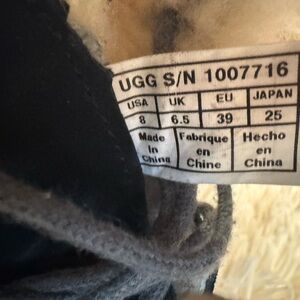 UGG S/N 1007716
USA UK EU JAPAN
8 6.5 39 25
Made Fabrique Hecho
in en en
China Chine China